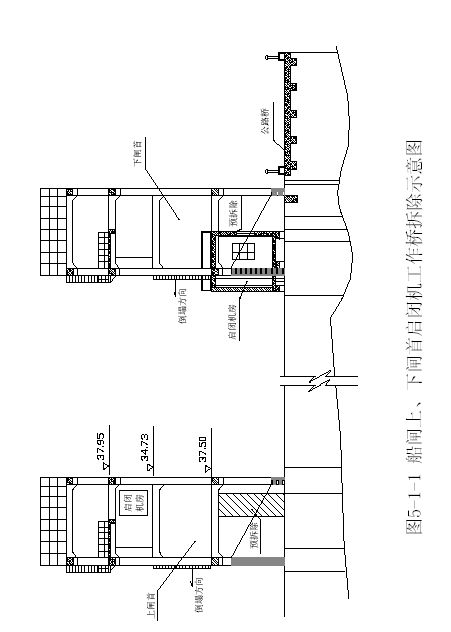 公路桥
下闸首
预拆除
倒塌方向
启闭机房
37.95
34.73
37.50
启闭
机房
预拆除
上闸首
倒塌方向
图5-1-1 船闸上、下闸首启闭机工作桥拆除示意图